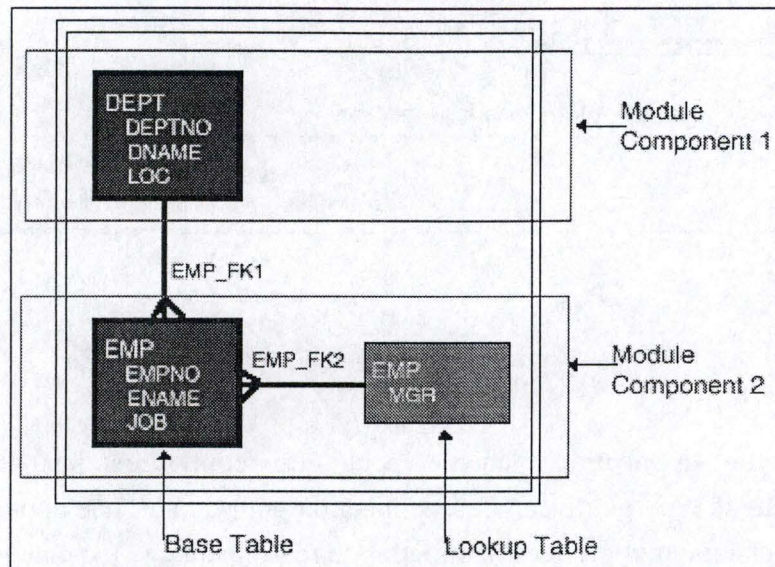 DEPT
DEPTNO
DNAME
LOC
Module
Component 1
EMP_FK1
EMP
EMPNO
ENAME
JOB
EMP_FK2
EMP
MGR
Module
Component 2
Base Table
Lookup Table